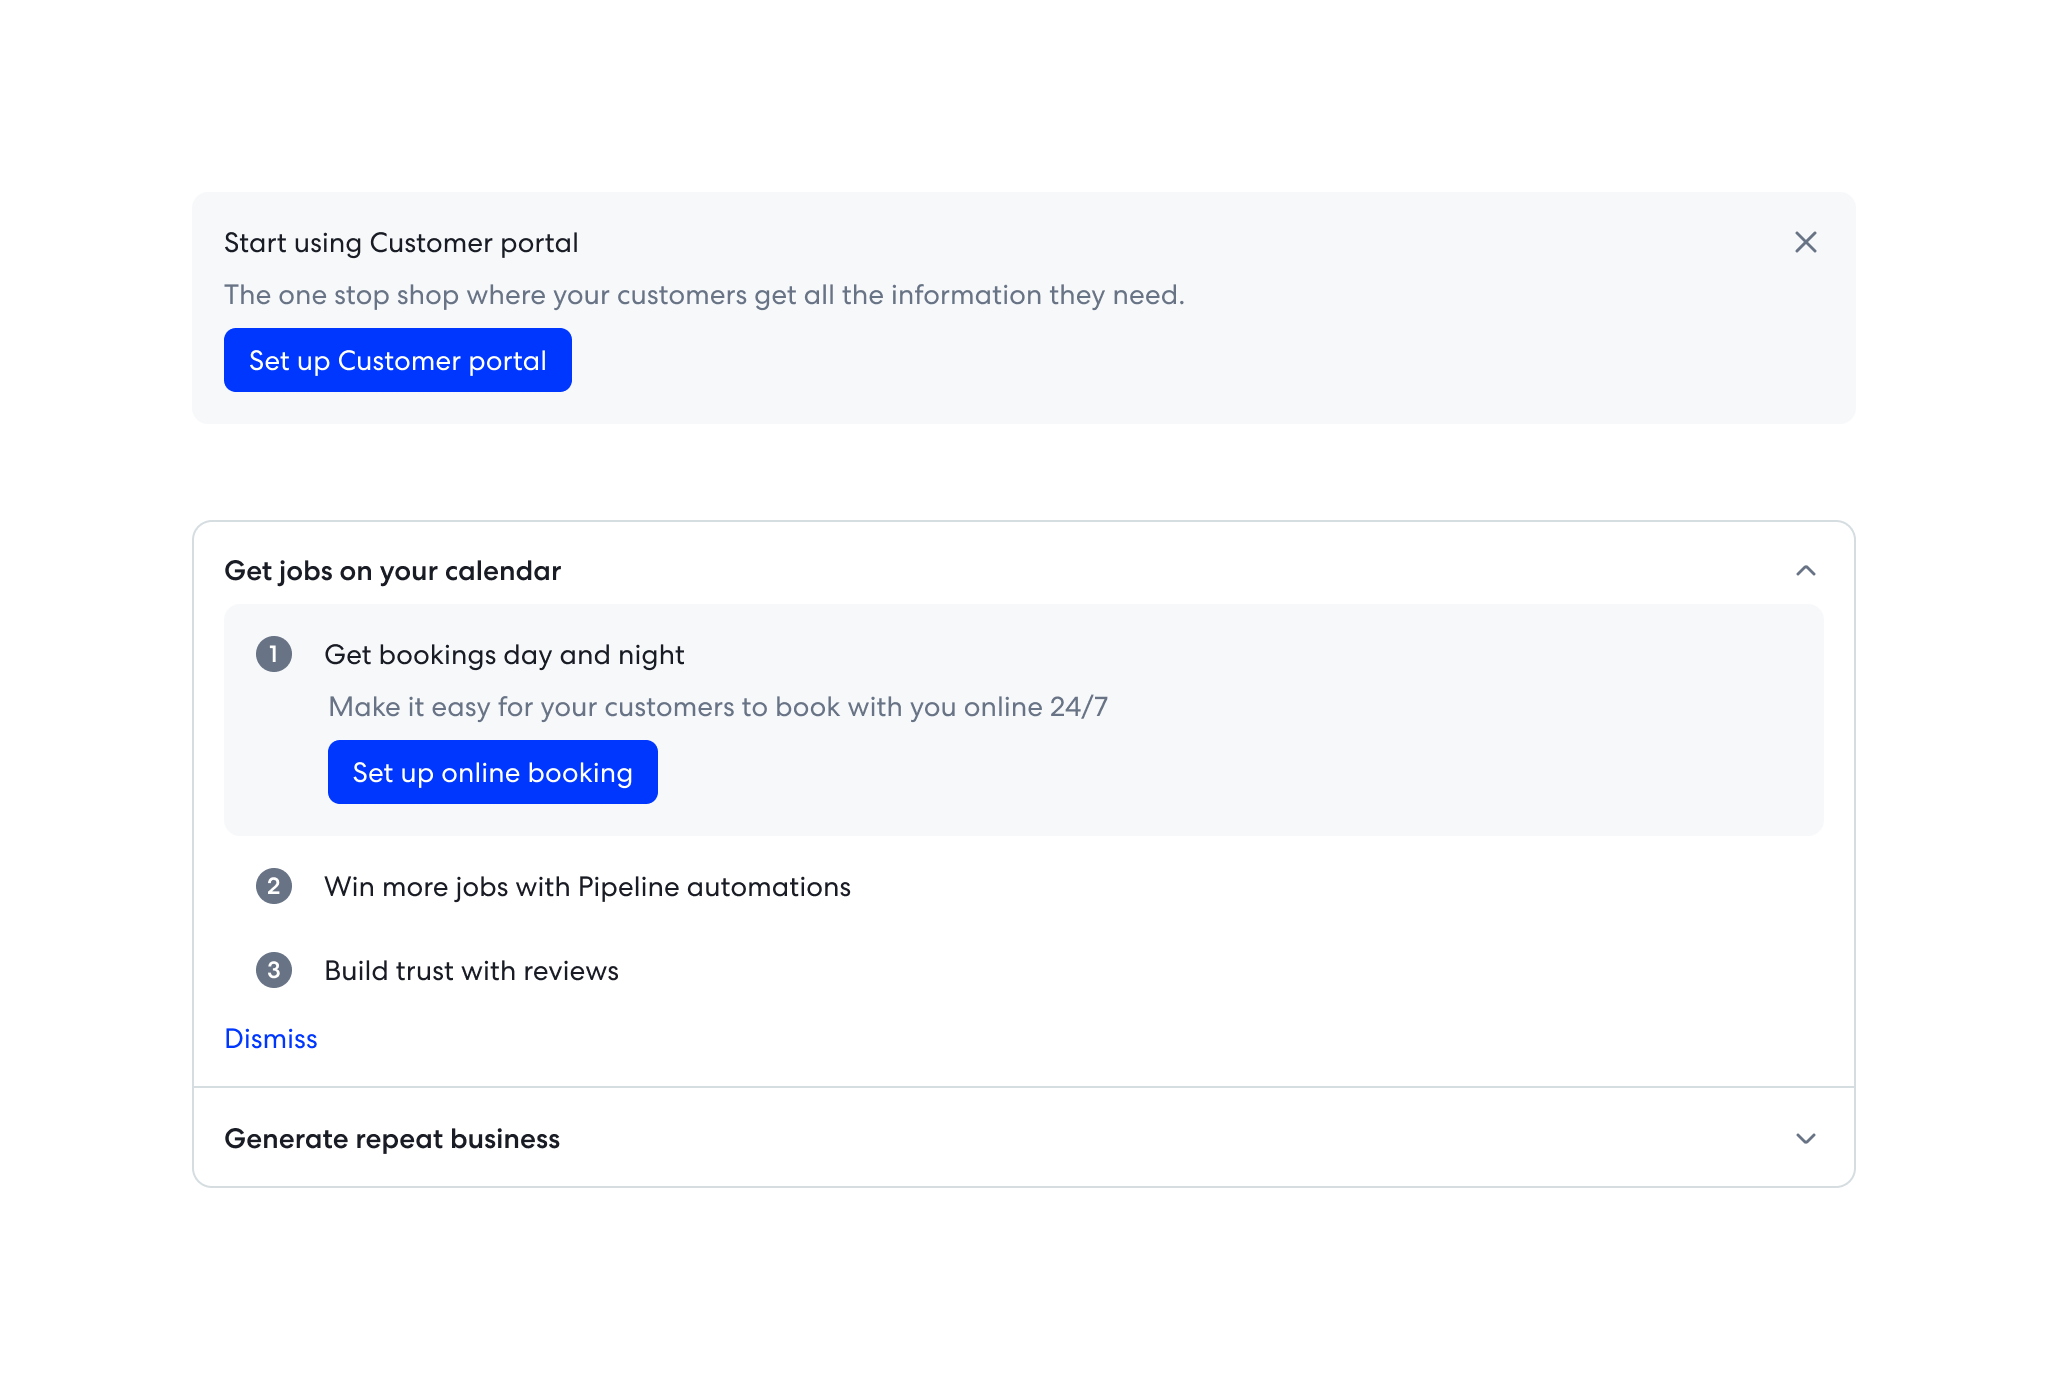 Start using Customer portal
The one stop shop where your customers get all the information they need.
Set up Customer portal
Get jobs on your calendar
1 Get bookings day and night
Make it easy for your customers to book with you online 24/7
Set up online booking
2 Win more jobs with Pipeline automations
3 Build trust with reviews
Dismiss
Generate repeat business